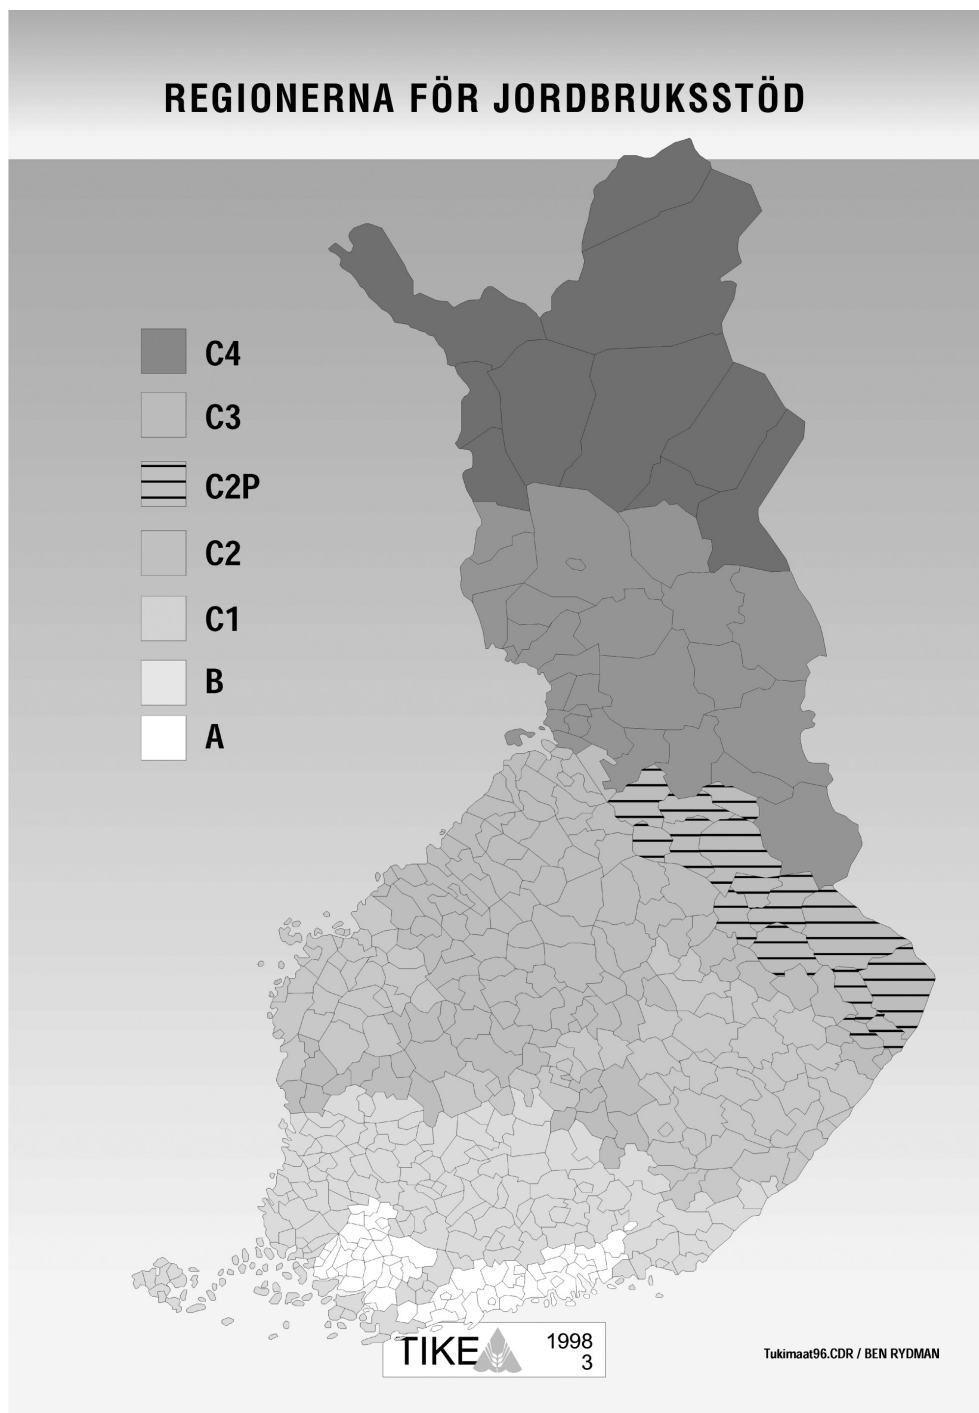 REGIONERNA FÖR JORDBRUKSSTÖD
C4
C3
C2P
C2
C1
B
A
TIKE
1998
3
Tukimaat96.CDR / BEN RYDMAN